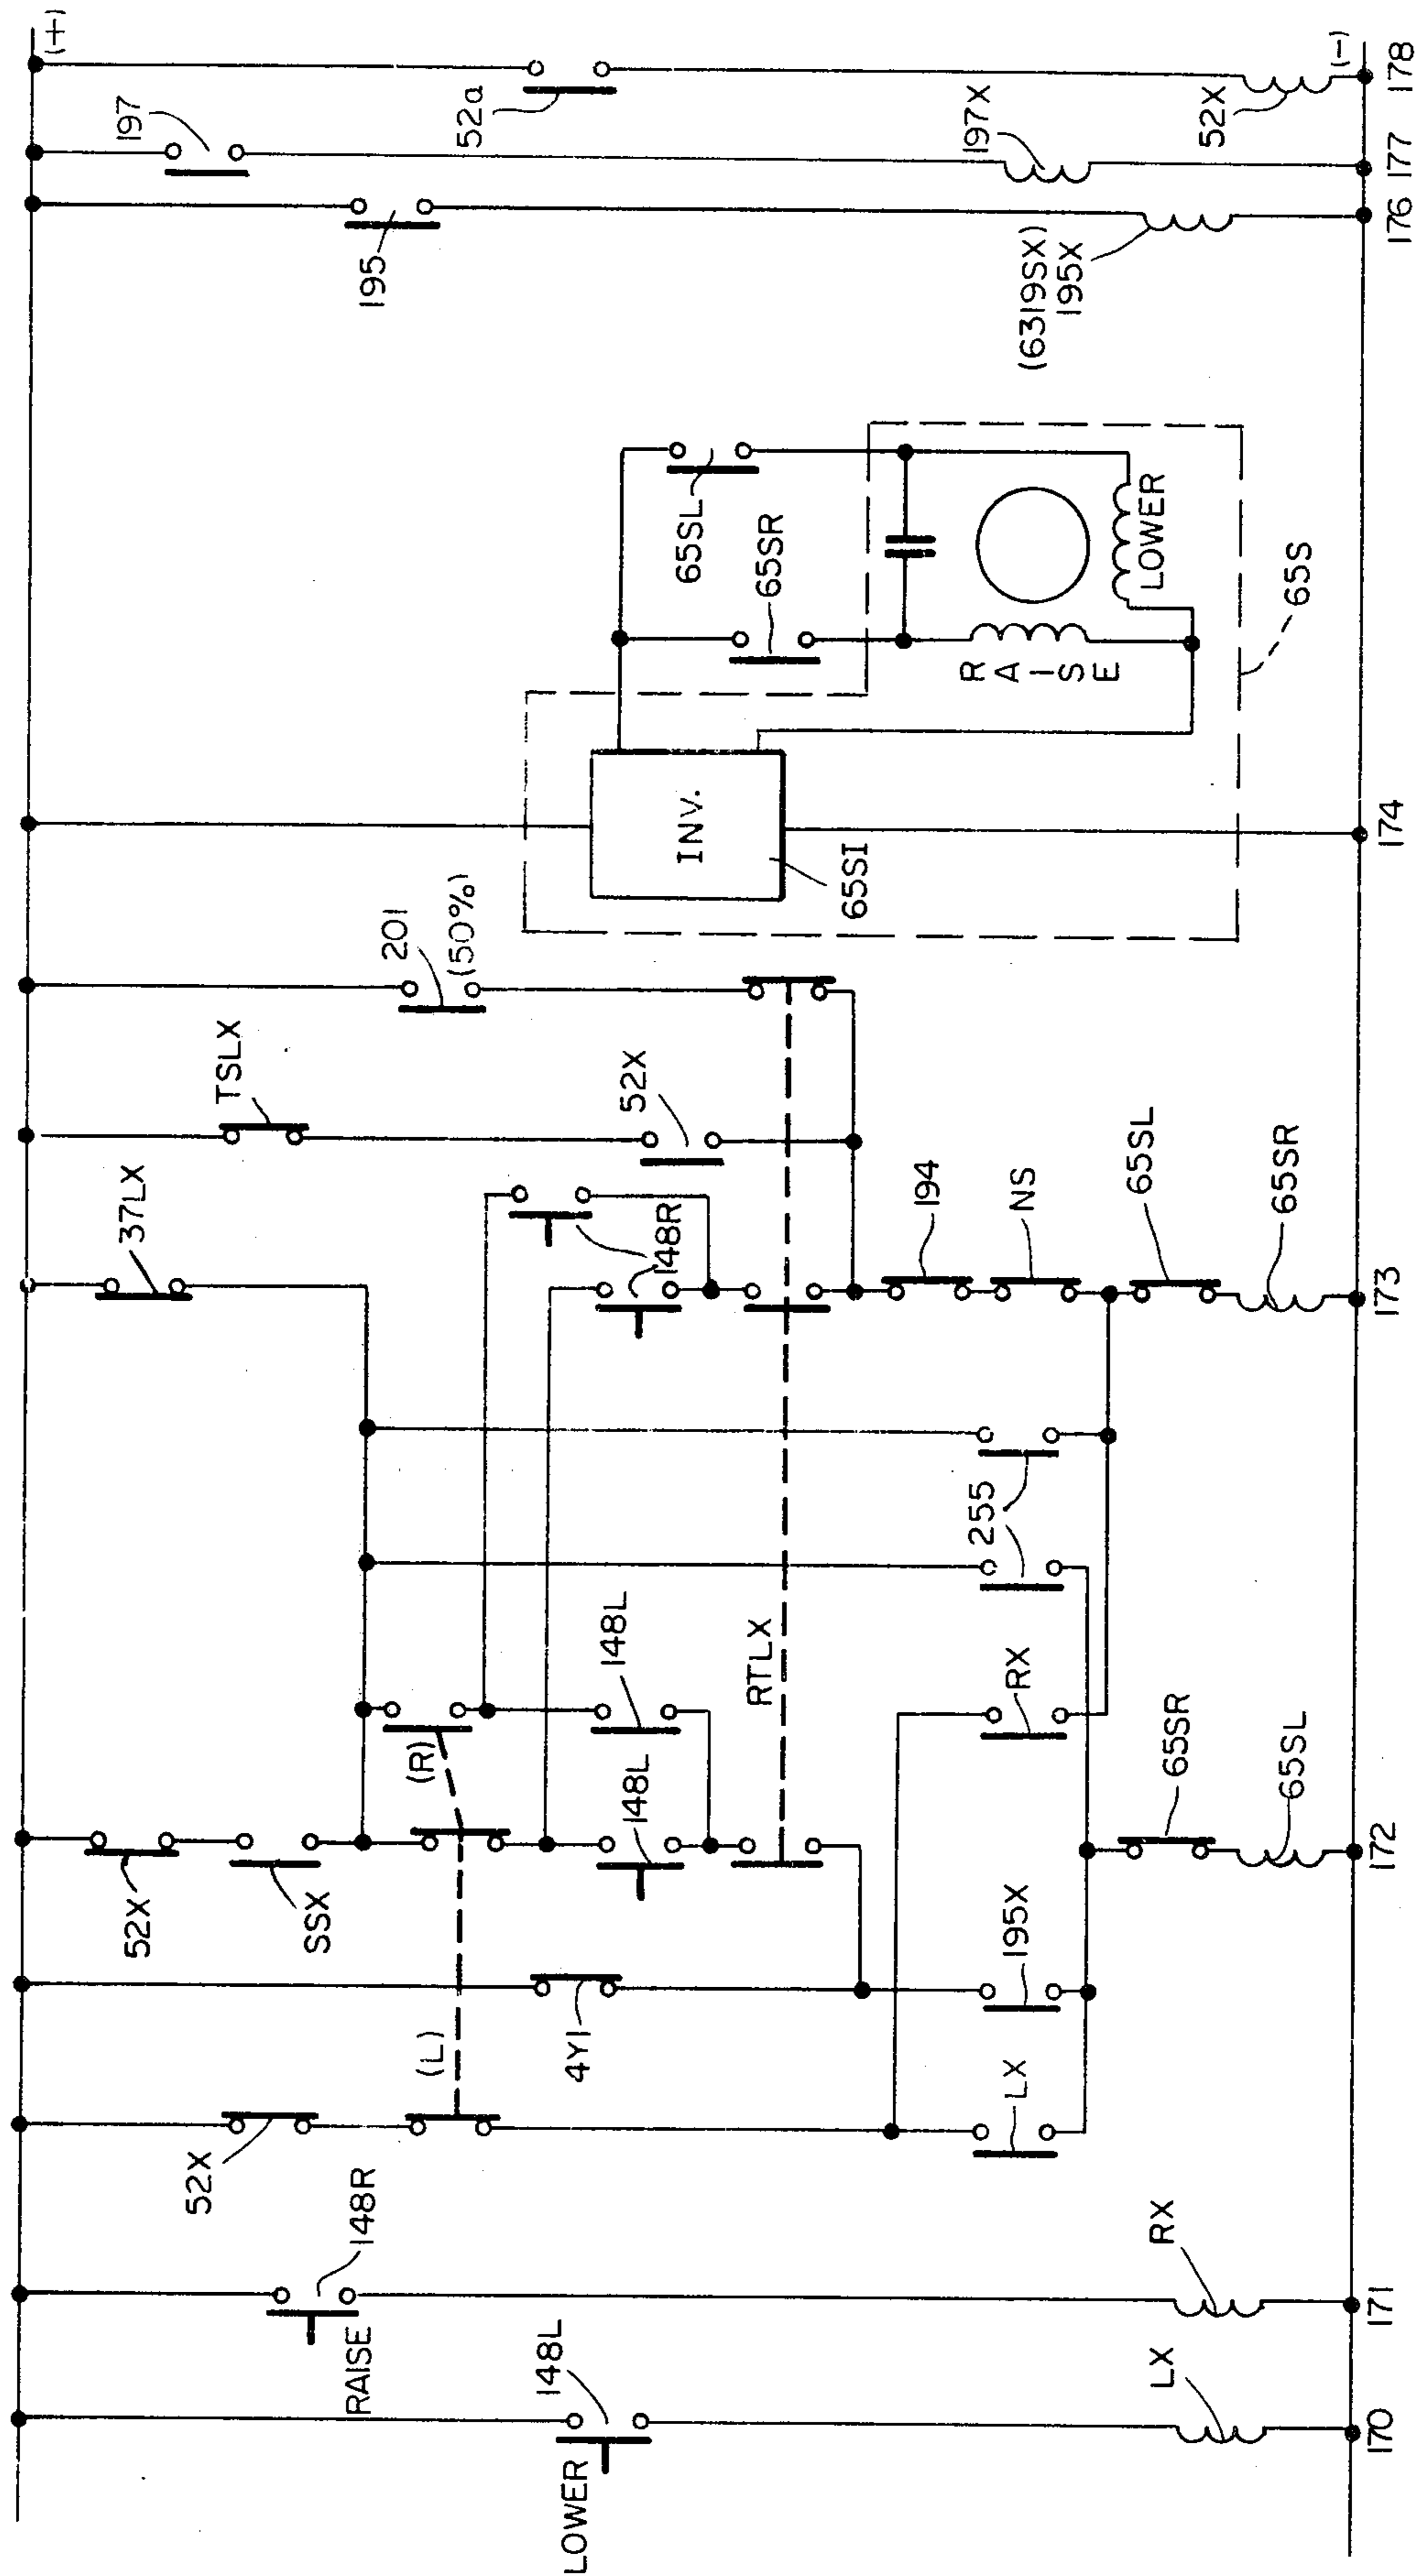 (+)
197
52a
195
197X
52X
(6319SX)
195X
(-)
178
177
176
65SL
65SR
LOWER
RAISE
INV.
65SI
65S
174
201
(50%)
TSLX
52X
37LX
148R
194
NS
65SL
65SR
173
255
148L
RTLX
RX
(R)
148L
65SR
65SL
172
52X
SSX
195X
4Y1
(L)
LX
52X
148R
RAISE
RX
171
148L
LOWER
LX
170